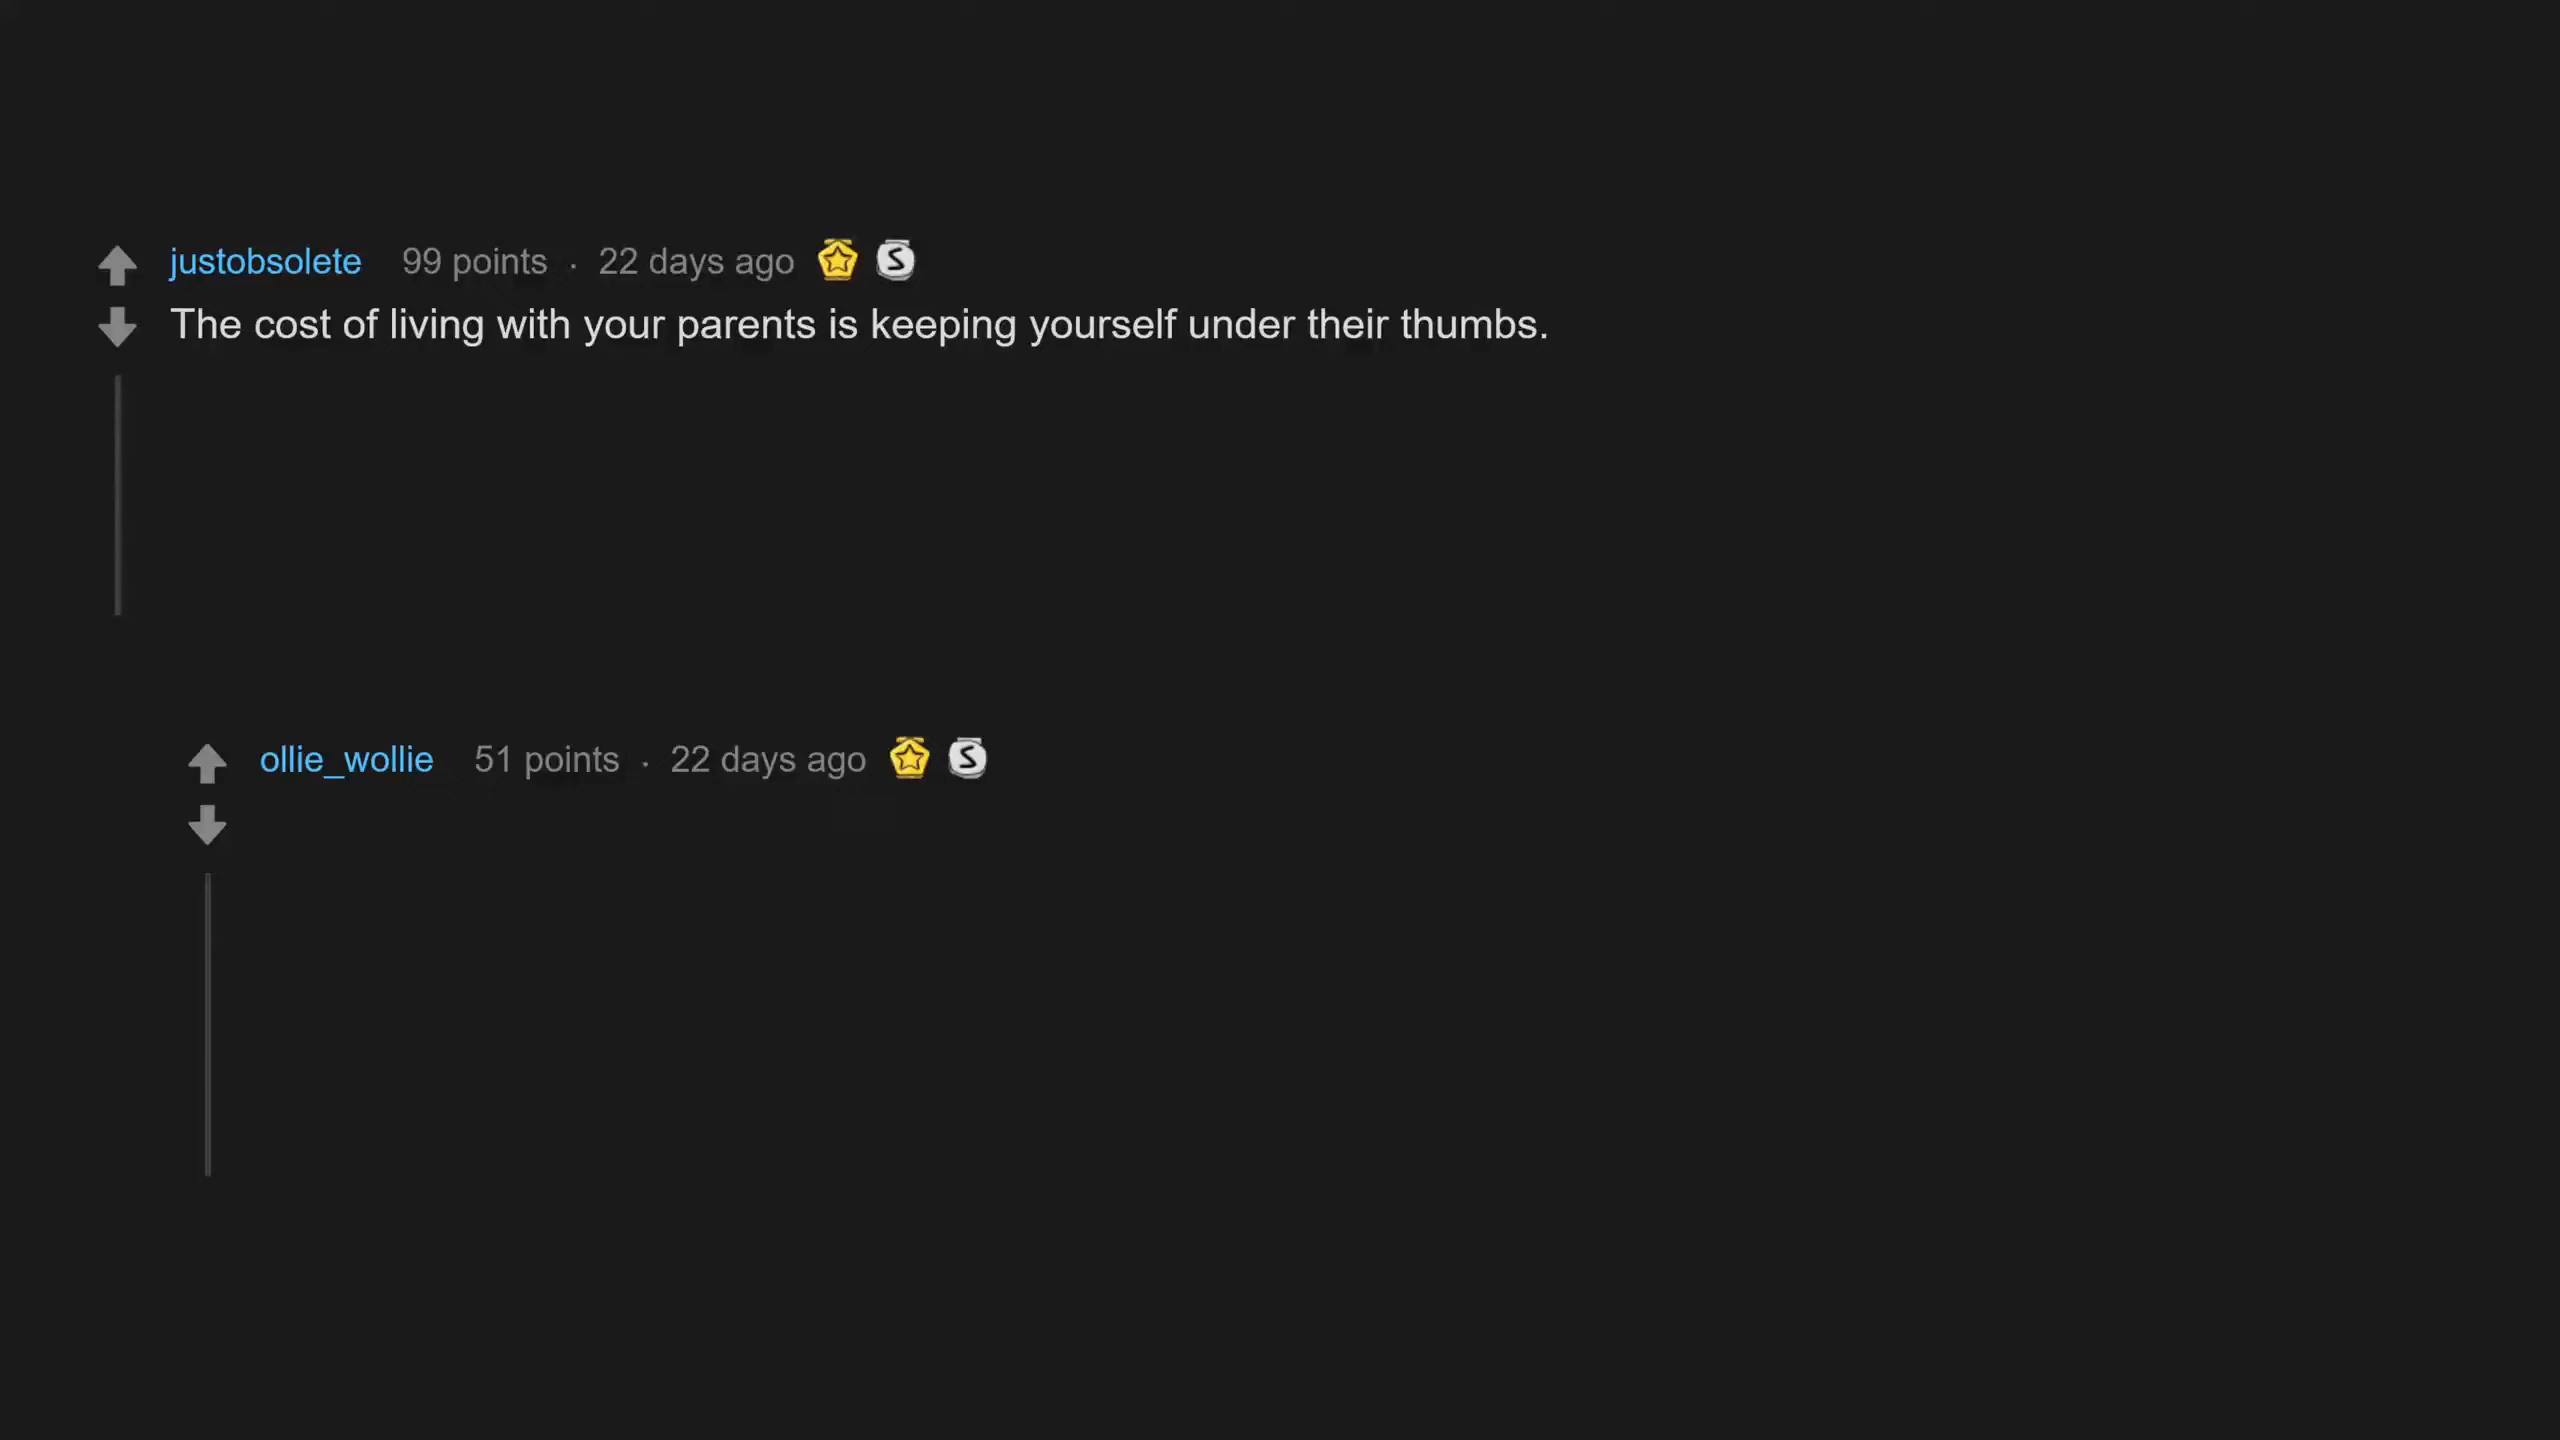 justobsolete 99 points · 22 days ago
The cost of living with your parents is keeping yourself under their thumbs.
ollie_wollie 51 points · 22 days ago